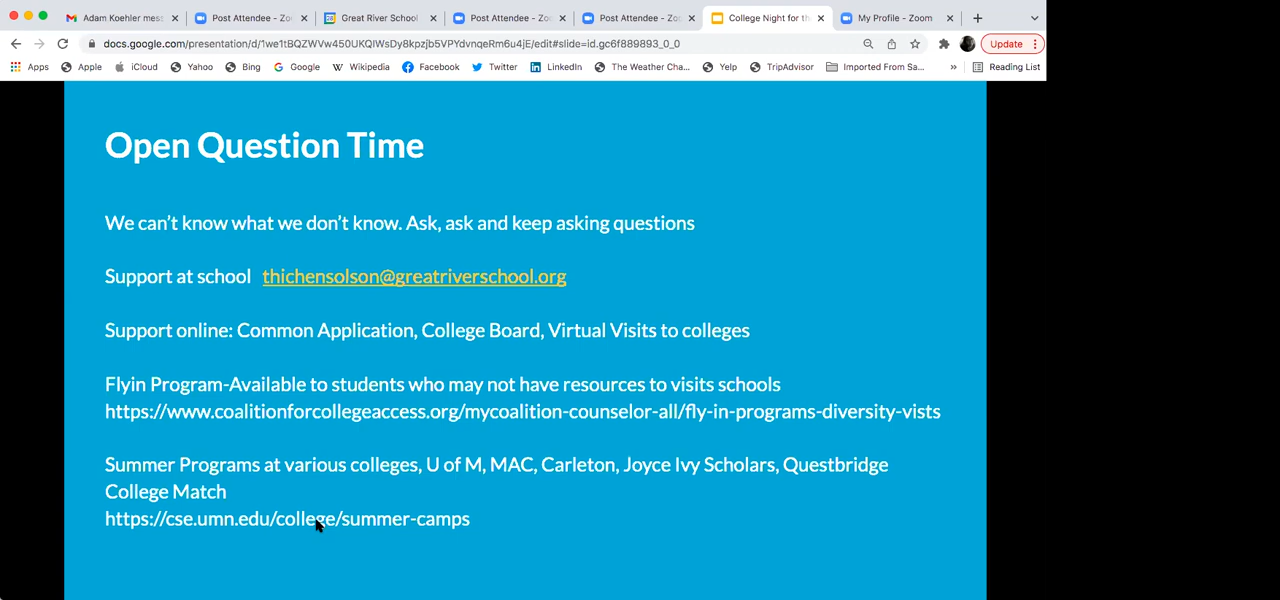 Adam Koehler mes
Post Attendee - Zo
Great River School
Post Attendee - Zo
Post Attendee - Zo
College Night for th
My Profile - Zoom
docs.google.com/presentation/d/1we1tBQZWVw450UKQIWsDy8kpzjb5VPYdvnqeRm6u4jE/edit#slide=id.gc6f889893_0_0
Update
Apps Apple iCloud Yahoo Bing Google Wikipedia Facebook Twitter LinkedIn The Weather Cha... Yelp TripAdvisor Imported From Sa... » Reading List
Open Question Time
We can't know what we don't know. Ask, ask and keep asking questions
Support at school thichensolson@greatriverschool.org
Support online: Common Application, College Board, Virtual Visits to colleges
Flyin Program-Available to students who may not have resources to visits schools
https://www.coalitionforcollegeaccess.org/mycoalition-counselor-all/fly-in-programs-diversity-vists
Summer Programs at various colleges, U of M, MAC, Carleton, Joyce Ivy Scholars, Questbridge
College Match
https://cse.umn.edu/college/summer-camps